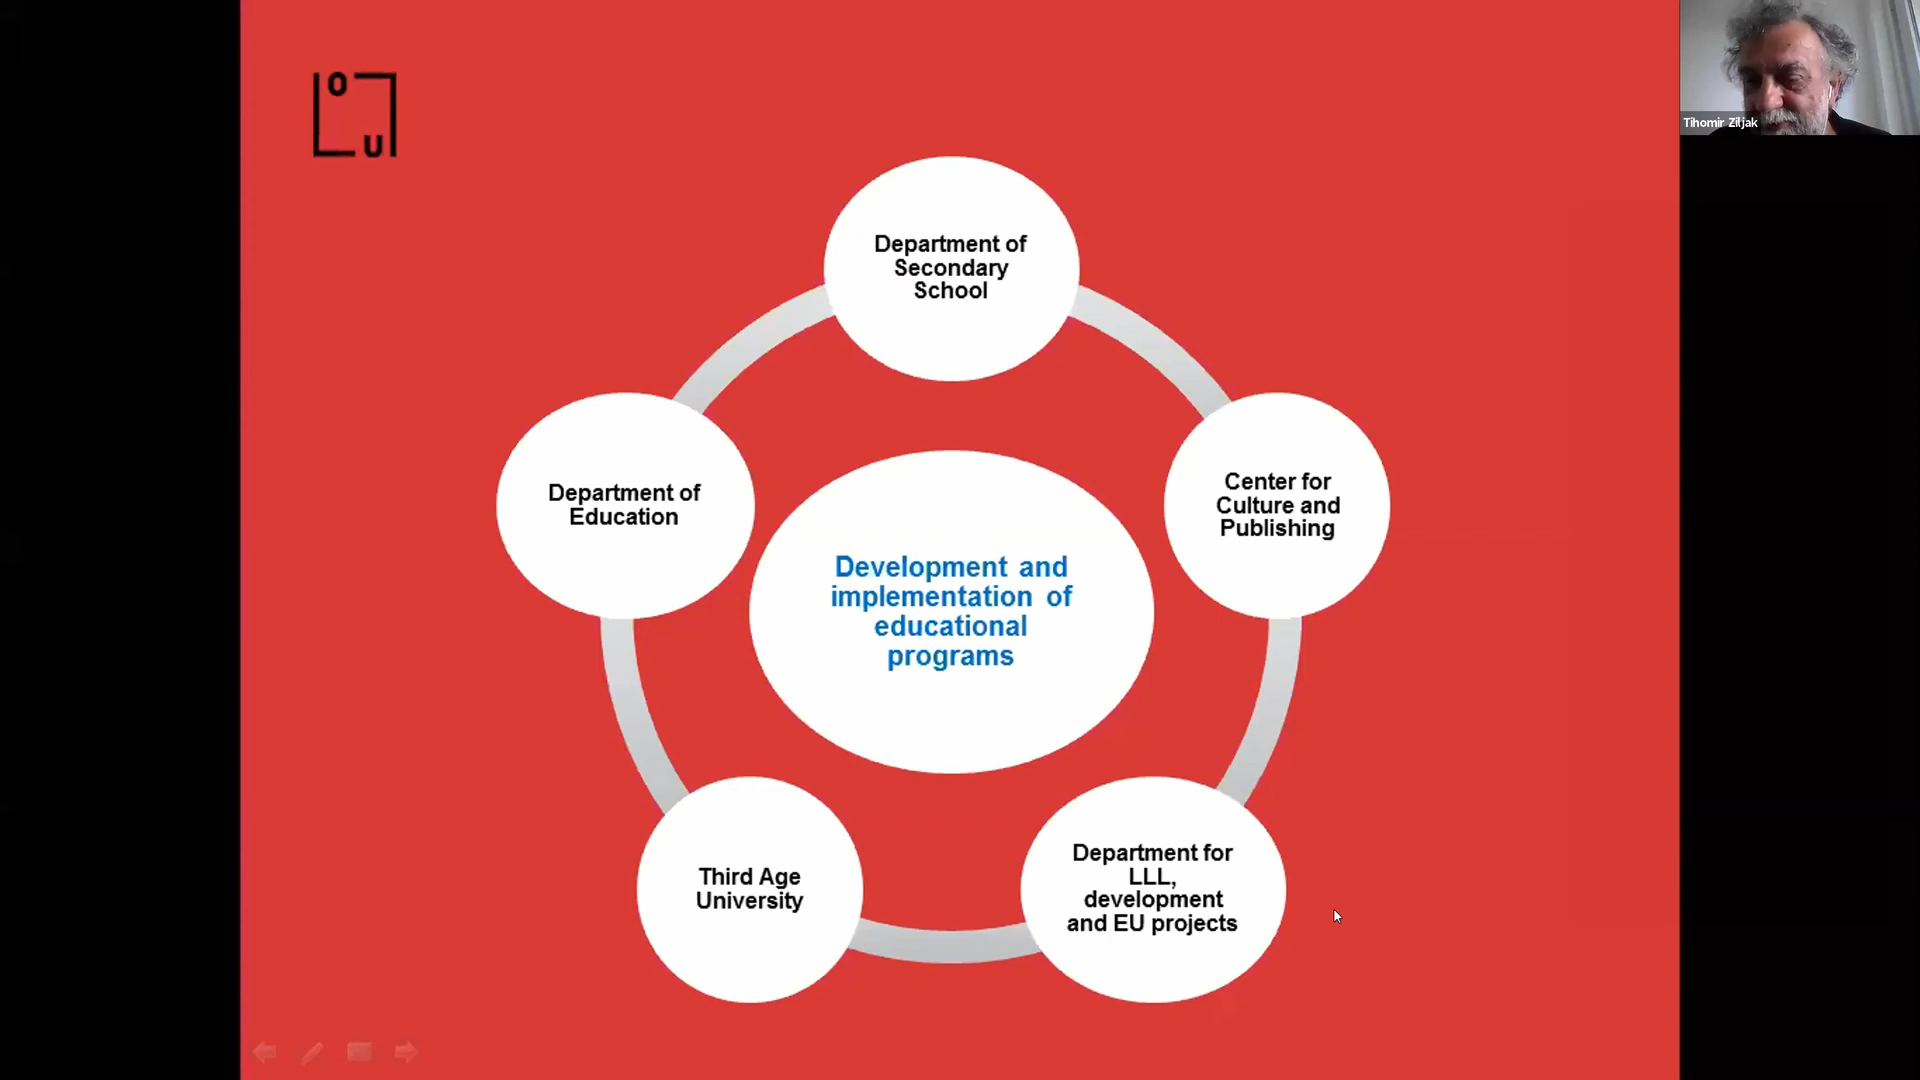 O
U
Tihomir Ziljak
Department of
Secondary
School
Department of
Education
Center for
Culture and
Publishing
Development and
implementation of
educational
programs
Third Age
University
Department for
LLL,
development
and EU projects